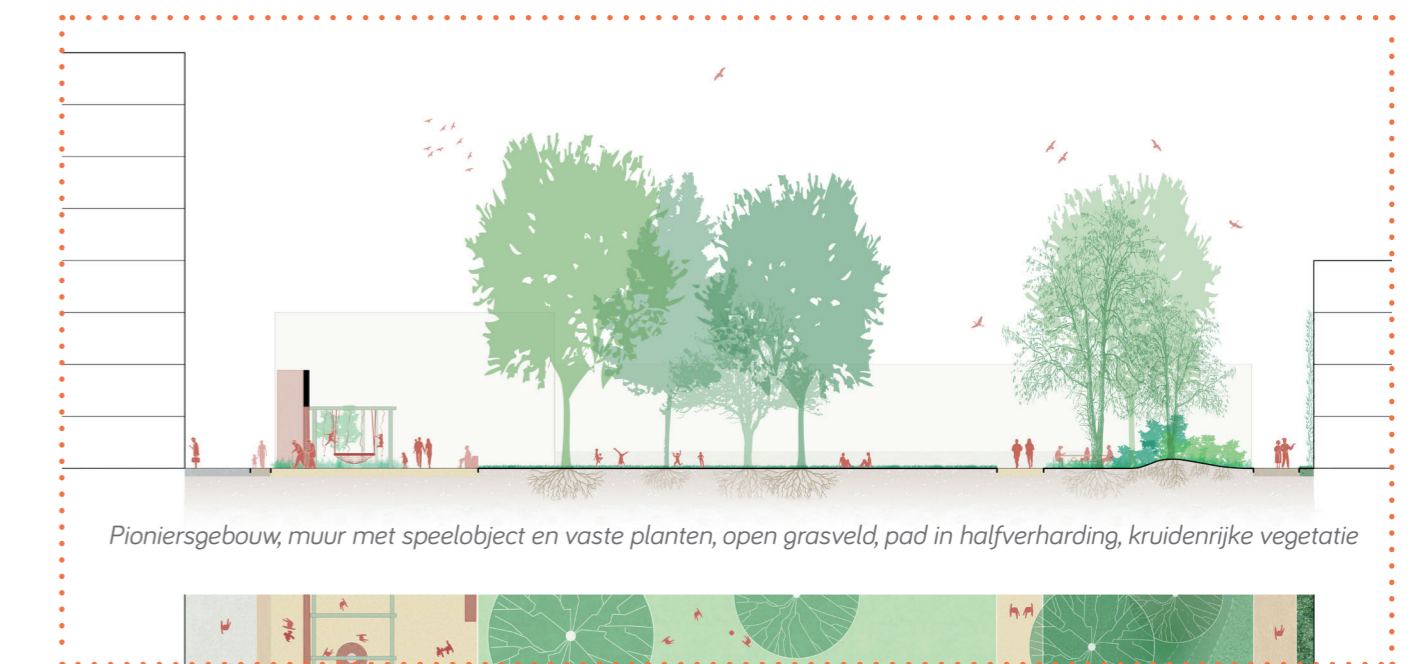 Pioniersgebouw, muur met speelobject en vaste planten, open grasveld, pad in halfverharding, kruidenrijke vegetatie